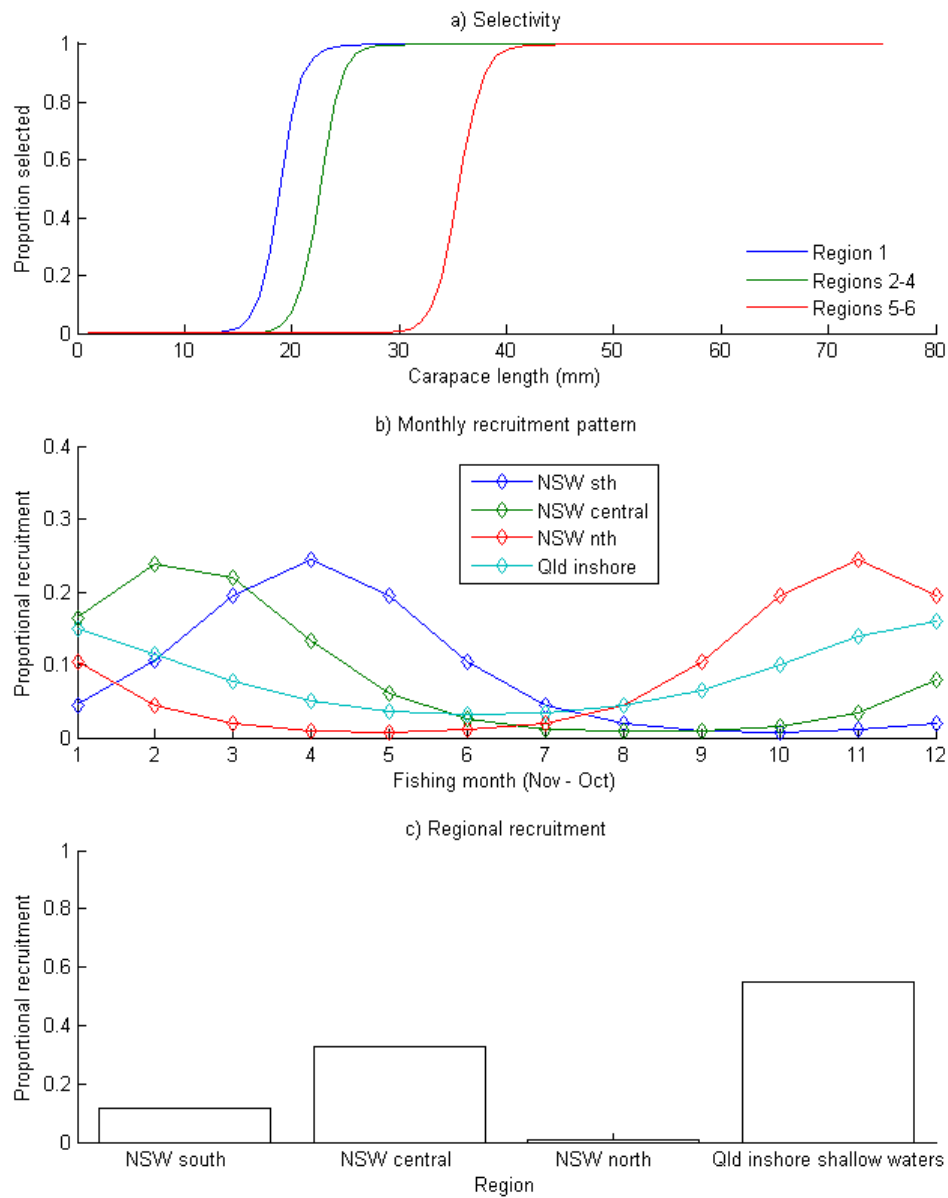 a) Selectivity
1
0.8
0.6
0.4
0.2
0
Proportion selected
Region 1
Regions 2-4
Regions 5-6
0 10 20 30 40 50 60 70 80
Carapace length (mm)
b) Monthly recruitment pattern
0.4
0.3
0.2
0.1
0
Proportional recruitment
NSW sth
NSW central
NSW nth
Qld inshore
1 2 3 4 5 6 7 8 9 10 11 12
Fishing month (Nov - Oct)
c) Regional recruitment
1
0.8
0.6
0.4
0.2
0
Proportional recruitment
NSW south NSW central NSW north Qld inshore shallow waters
Region